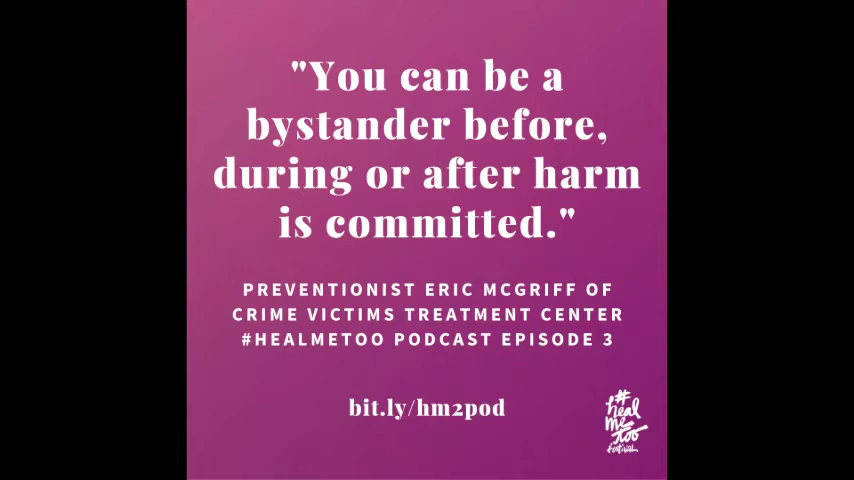 "You can be a
bystander before,
during or after harm
is committed."
PREVENTIONIST ERIC MCGRIFF OF
CRIME VICTIMS TREATMENT CENTER
#HEALMETOO PODCAST EPISODE 3
bit.ly/hm2pod
#
heal
me
too
festival